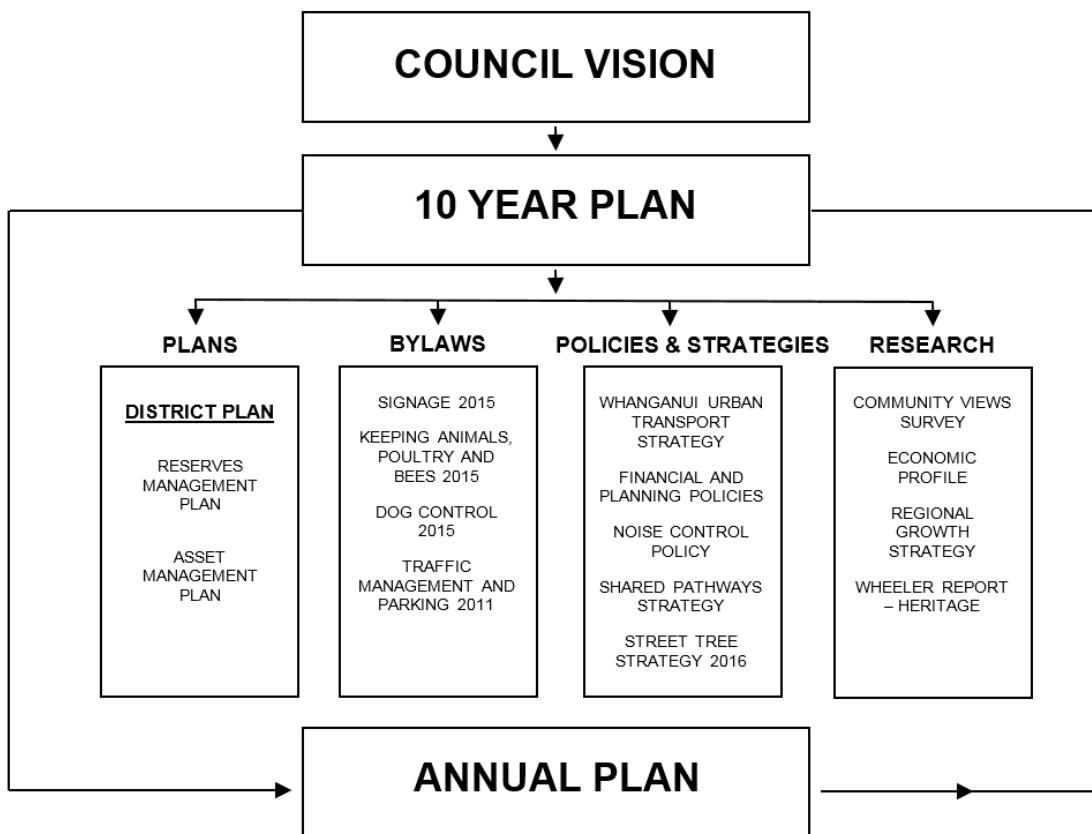 COUNCIL VISION
10 YEAR PLAN
PLANS
DISTRICT PLAN
RESERVES
MANAGEMENT
PLAN
ASSET
MANAGEMENT
PLAN
BYLAWS
SIGNAGE 2015
KEEPING ANIMALS,
POULTRY AND
BEES 2015
DOG CONTROL
2015
TRAFFIC
MANAGEMENT AND
PARKING 2011
POLICIES & STRATEGIES
WHANGANUI URBAN
TRANSPORT
STRATEGY
FINANCIAL AND
PLANNING POLICIES
NOISE CONTROL
POLICY
SHARED PATHWAYS
STRATEGY
STREET TREE
STRATEGY 2016
RESEARCH
COMMUNITY VIEWS
SURVEY
ECONOMIC
PROFILE
REGIONAL
GROWTH
STRATEGY
WHEELER REPORT
– HERITAGE
ANNUAL PLAN